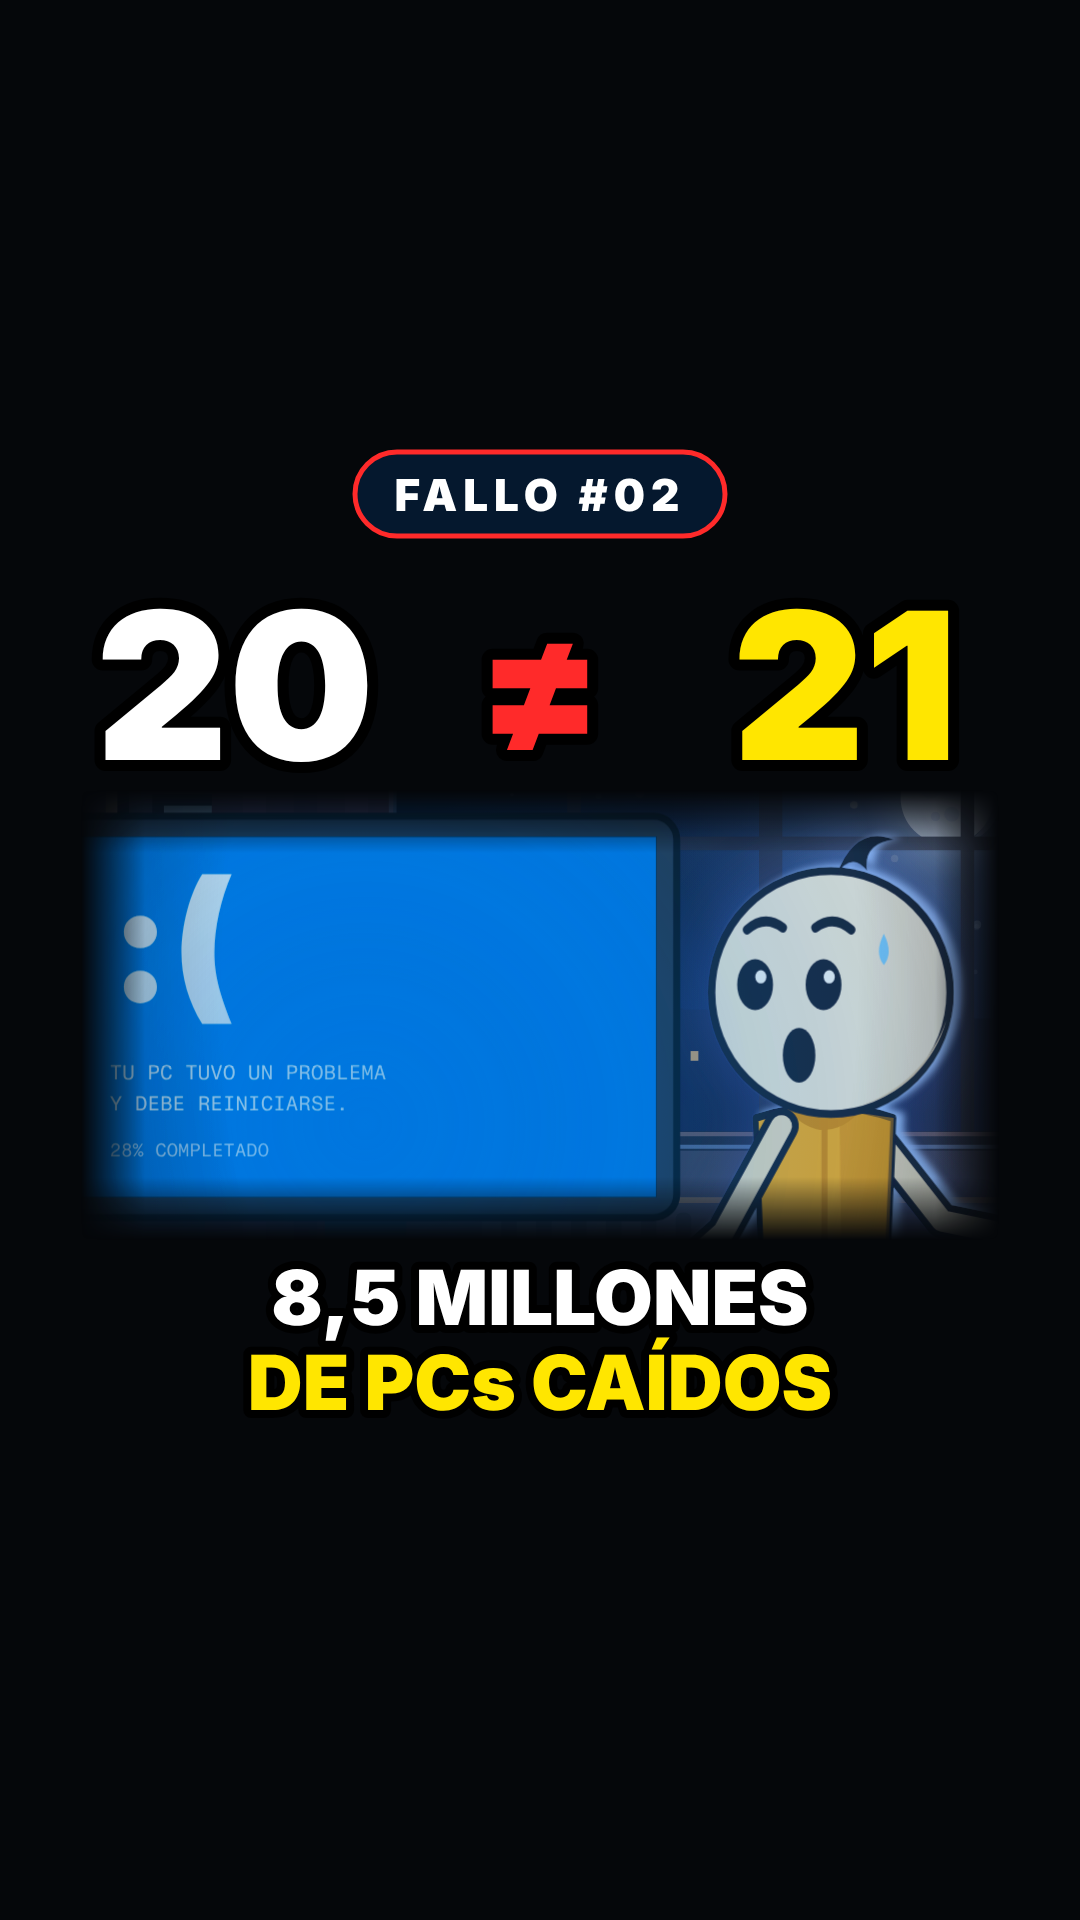 FALLO #02
20 ≠ 21
:(
TU PC TUVO UN PROBLEMA
Y DEBE REINICIARSE.
28% COMPLETADO
8,5 MILLONES
DE PCs CAÍDOS